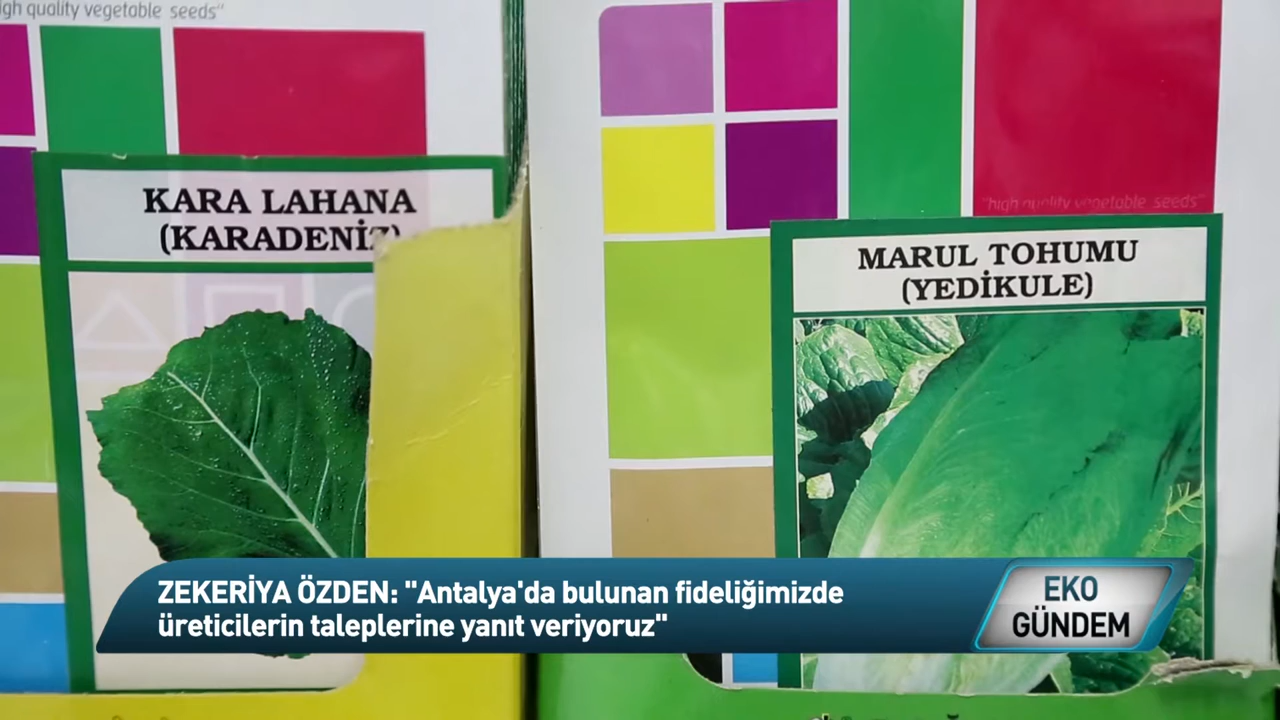 high quality vegetable seeds"
"high quality vegetable seeds"
KARA LAHANA
(KARADENİZ)
MARUL TOHUMU
(YEDİKULE)
ZEKERİYA ÖZDEN: "Antalya'da bulunan fideliğimizde
üreticilerin taleplerine yanıt veriyoruz"
EKO
GÜNDEM